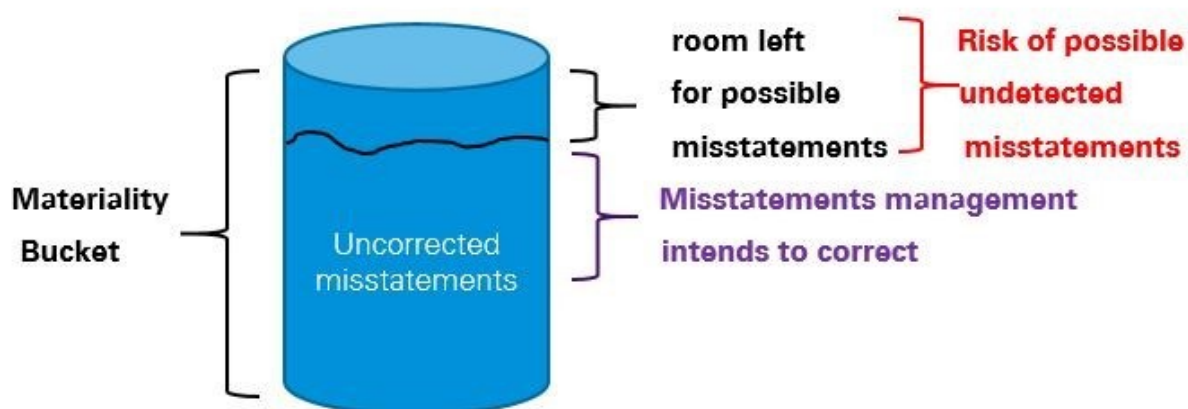 Materiality
Bucket
Uncorrected
misstatements
room left
for possible
misstatements
Risk of possible
undetected
misstatements
Misstatements management
intends to correct